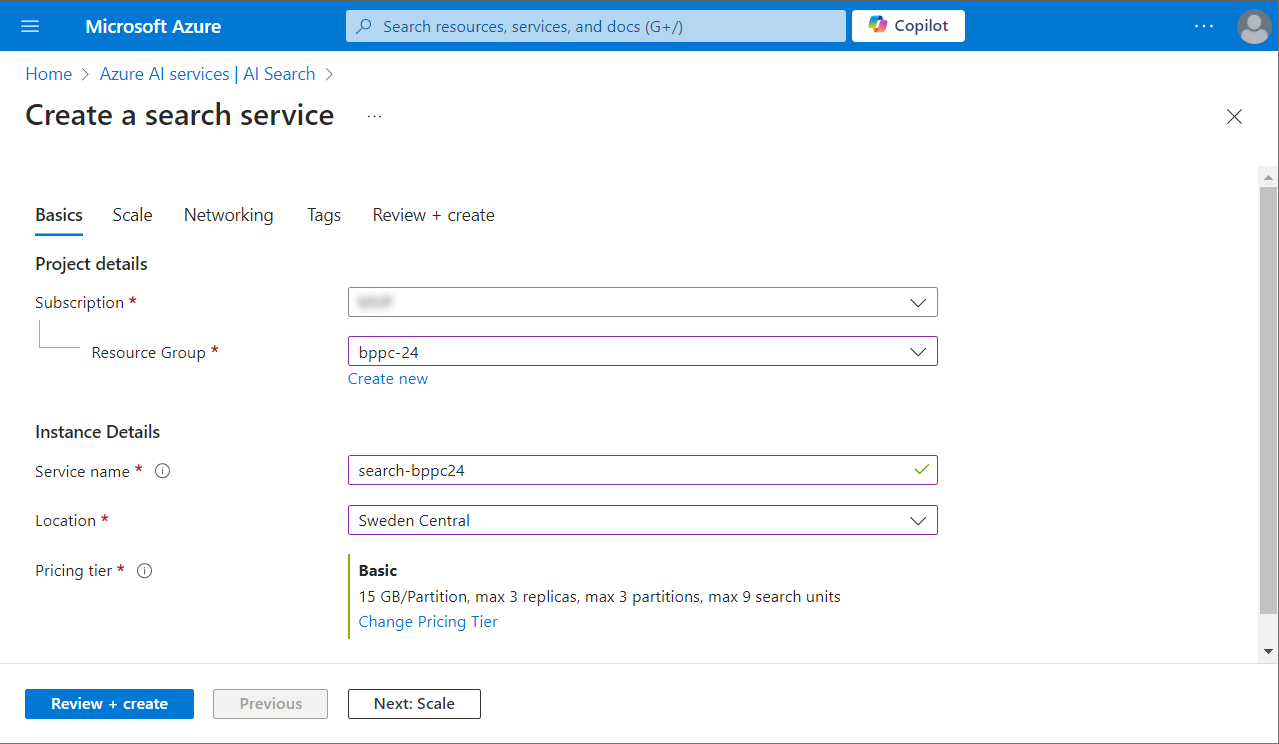 Microsoft Azure
Search resources, services, and docs (G+/)
Copilot
...
Home > Azure AI services | AI Search >
Create a search service ...
Basics Scale Networking Tags Review + create
Project details
Subscription *
Resource Group *
bppc-24
Create new
Instance Details
Service name *
search-bppc24
Location *
Sweden Central
Pricing tier *
Basic
15 GB/Partition, max 3 replicas, max 3 partitions, max 9 search units
Change Pricing Tier
Review + create
Previous
Next: Scale